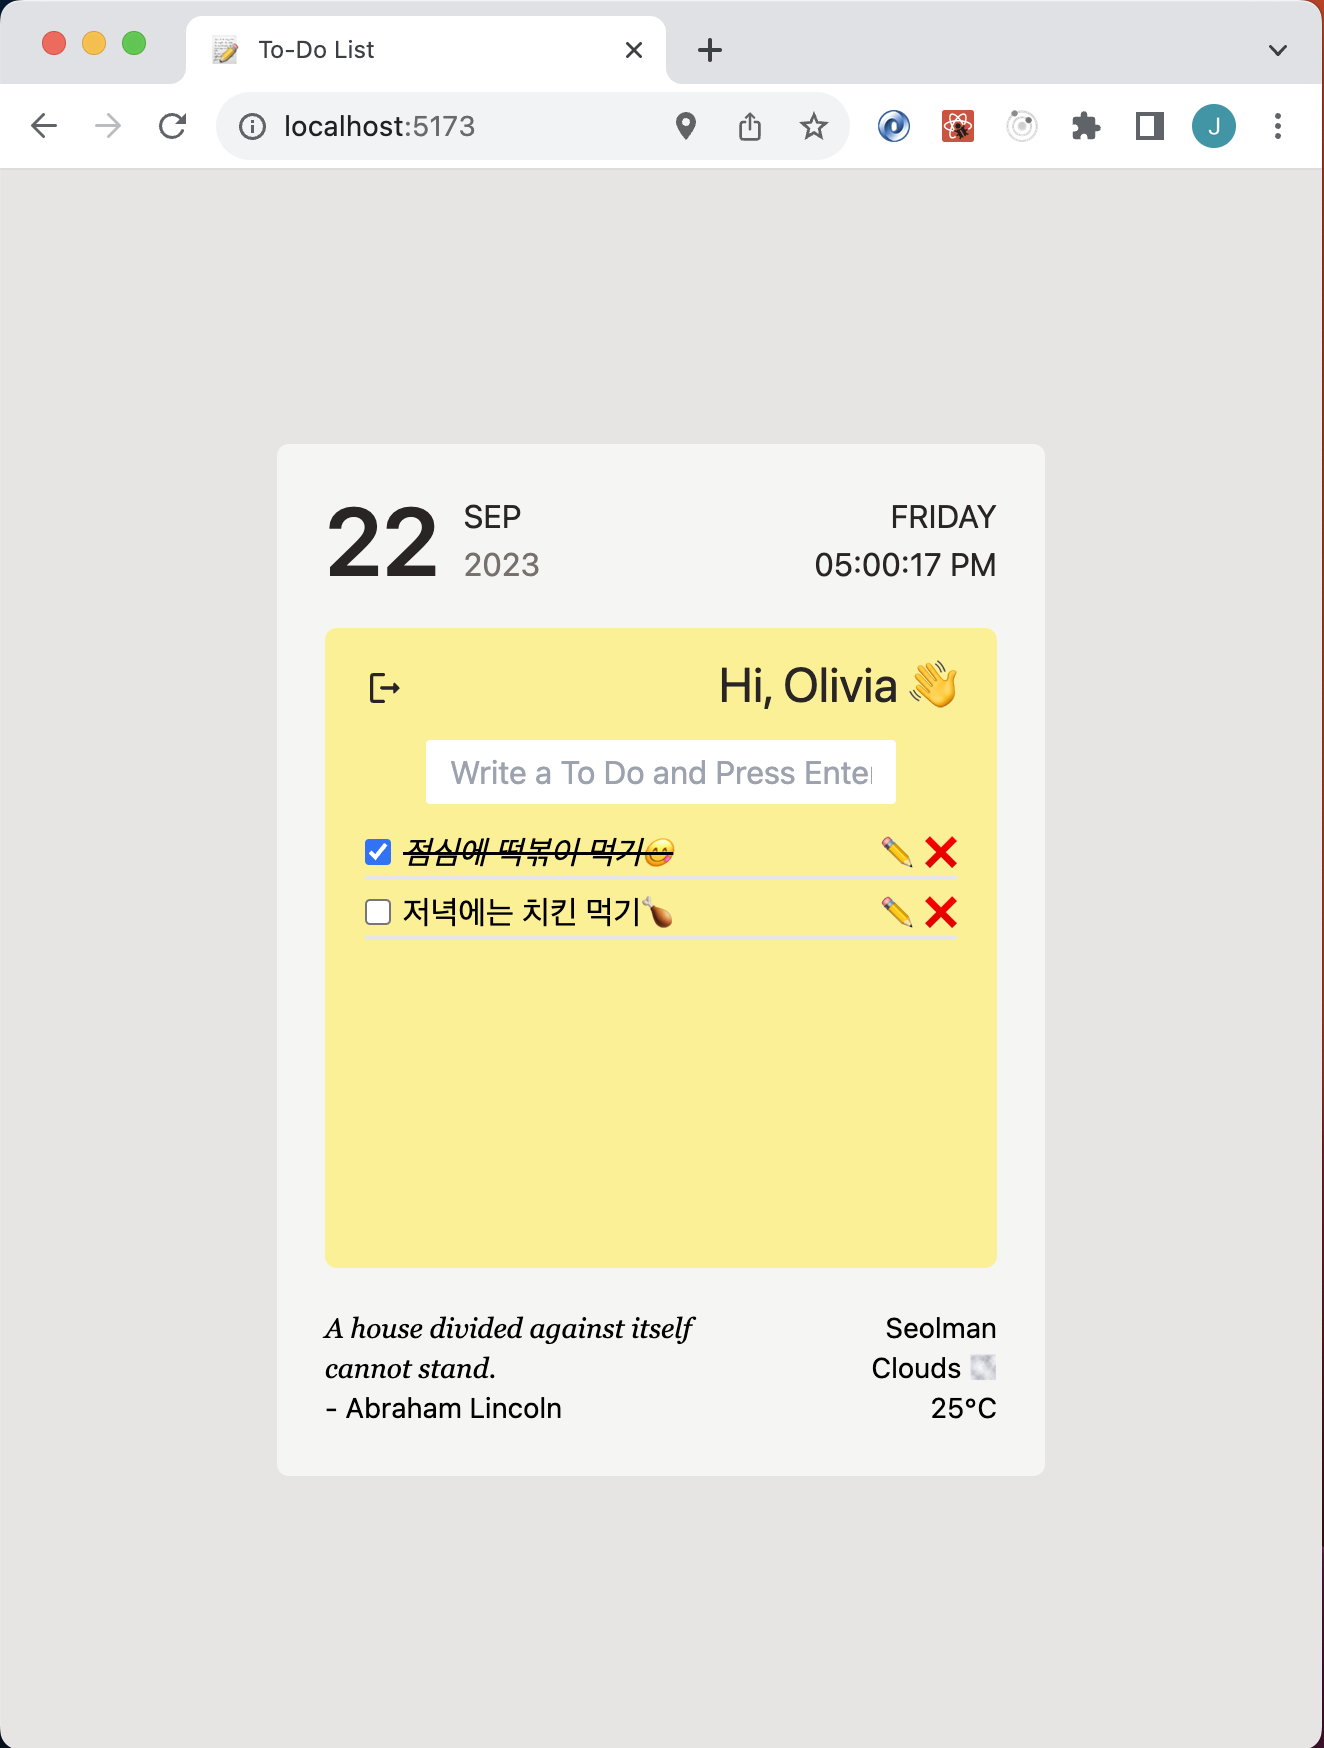 To-Do List
localhost:5173
J
22
SEP
2023
FRIDAY
05:00:17 PM
Hi, Olivia 👋
Write a To Do and Press Enter
점심에 떡볶이 먹기😋
저녁에는 치킨 먹기🍗
A house divided against itself
cannot stand.
- Abraham Lincoln
Seolman
Clouds
25°C